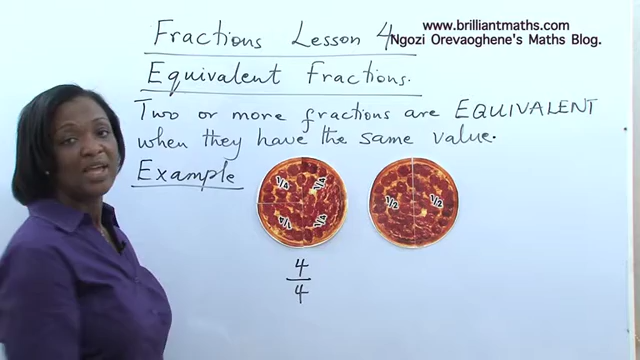 www.brilliantmaths.com
Ngozi Orevaoghene's Maths Blog.
Fractions Lesson 4
Equivalent Fractions.
Two or more fractions are EQUIVALENT
when they have the same value.
Example
1/4 1/4
1/4 1/4
1/2 1/2
4
4